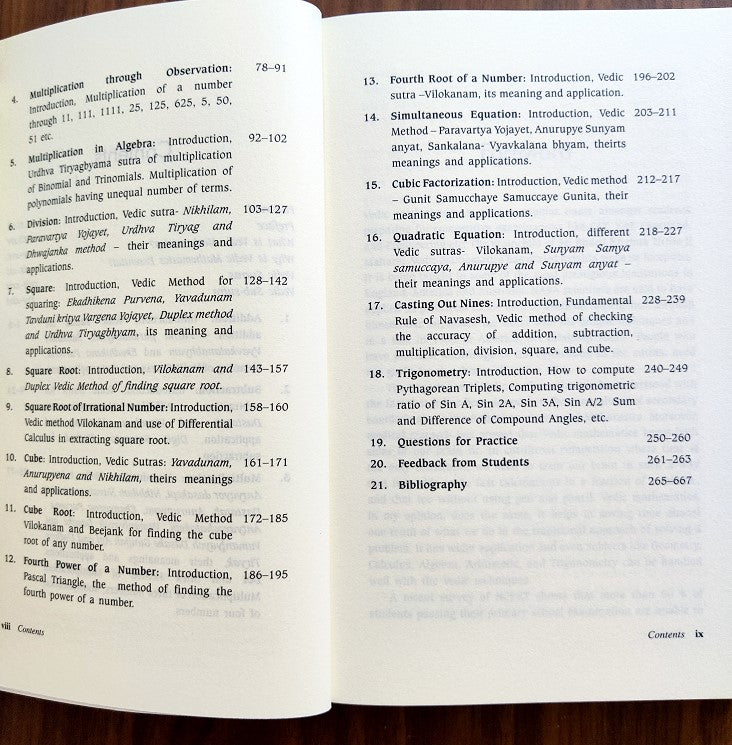 4. Multiplication through Observation: 78–91
Introduction, Multiplication of a number
through 11, 111, 1111, 25, 125, 625, 5, 50,
51 etc.
5. Multiplication in Algebra: Introduction, 92–102
Urdhva Tiryagbyama sutra of multiplication
of Binomial and Trinomials. Multiplication of
polynomials having unequal number of terms.
6. Division: Introduction, Vedic sutra- Nikhilam, 103–127
Paravartya Yojayet, Urdhva Tiryag and
Dhwajanka method – their meanings and
applications.
7. Square: Introduction, Vedic Method for 128–142
squaring: Ekadhikena Purvena, Yavadunam
Tavduni kritya Vargena Yojayet, Duplex method
and Urdhva Tiryagbhyam, its meaning and
applications.
8. Square Root: Introduction, Vilokanam and 143–157
Duplex Vedic Method of finding square root.
9. Square Root of Irrational Number: Introduction, 158–160
Vedic method Vilokanam and use of Differential
Calculus in extracting square root.
10. Cube: Introduction, Vedic Sutras: Yavadunam, 161–171
Anurupyena and Nikhilam, theirs meanings
and applications.
11. Cube Root: Introduction, Vedic Method 172–185
Vilokanam and Beejank for finding the cube
root of any number.
12. Fourth Power of a Number: Introduction, 186–195
Pascal Triangle, the method of finding the
fourth power of a number.
viii Contents
13. Fourth Root of a Number: Introduction, Vedic 196–202
sutra –Vilokanam, its meaning and application.
14. Simultaneous Equation: Introduction, Vedic 203–211
Method – Paravartya Yojayet, Anurupye Sunyam
anyat, Sankalana- Vyavkalana bhyam, theirts
meanings and applications.
15. Cubic Factorization: Introduction, Vedic method 212–217
– Gunit Samucchaye Samuccaye Gunita, their
meanings and applications.
16. Quadratic Equation: Introduction, different 218–227
Vedic sutras- Vilokanam, Sunyam Samya
samuccaya, Anurupye and Sunyam anyat –
their meanings and applications.
17. Casting Out Nines: Introduction, Fundamental 228–239
Rule of Navasesh, Vedic method of checking
the accuracy of addition, subtraction,
multiplication, division, square, and cube.
18. Trigonometry: Introduction, How to compute 240–249
Pythagorean Triplets, Computing trigonometric
ratio of Sin A, Sin 2A, Sin 3A, Sin A/2 Sum
and Difference of Compound Angles, etc.
19. Questions for Practice 250–260
20. Feedback from Students 261–263
21. Bibliography 265–667
Contents ix